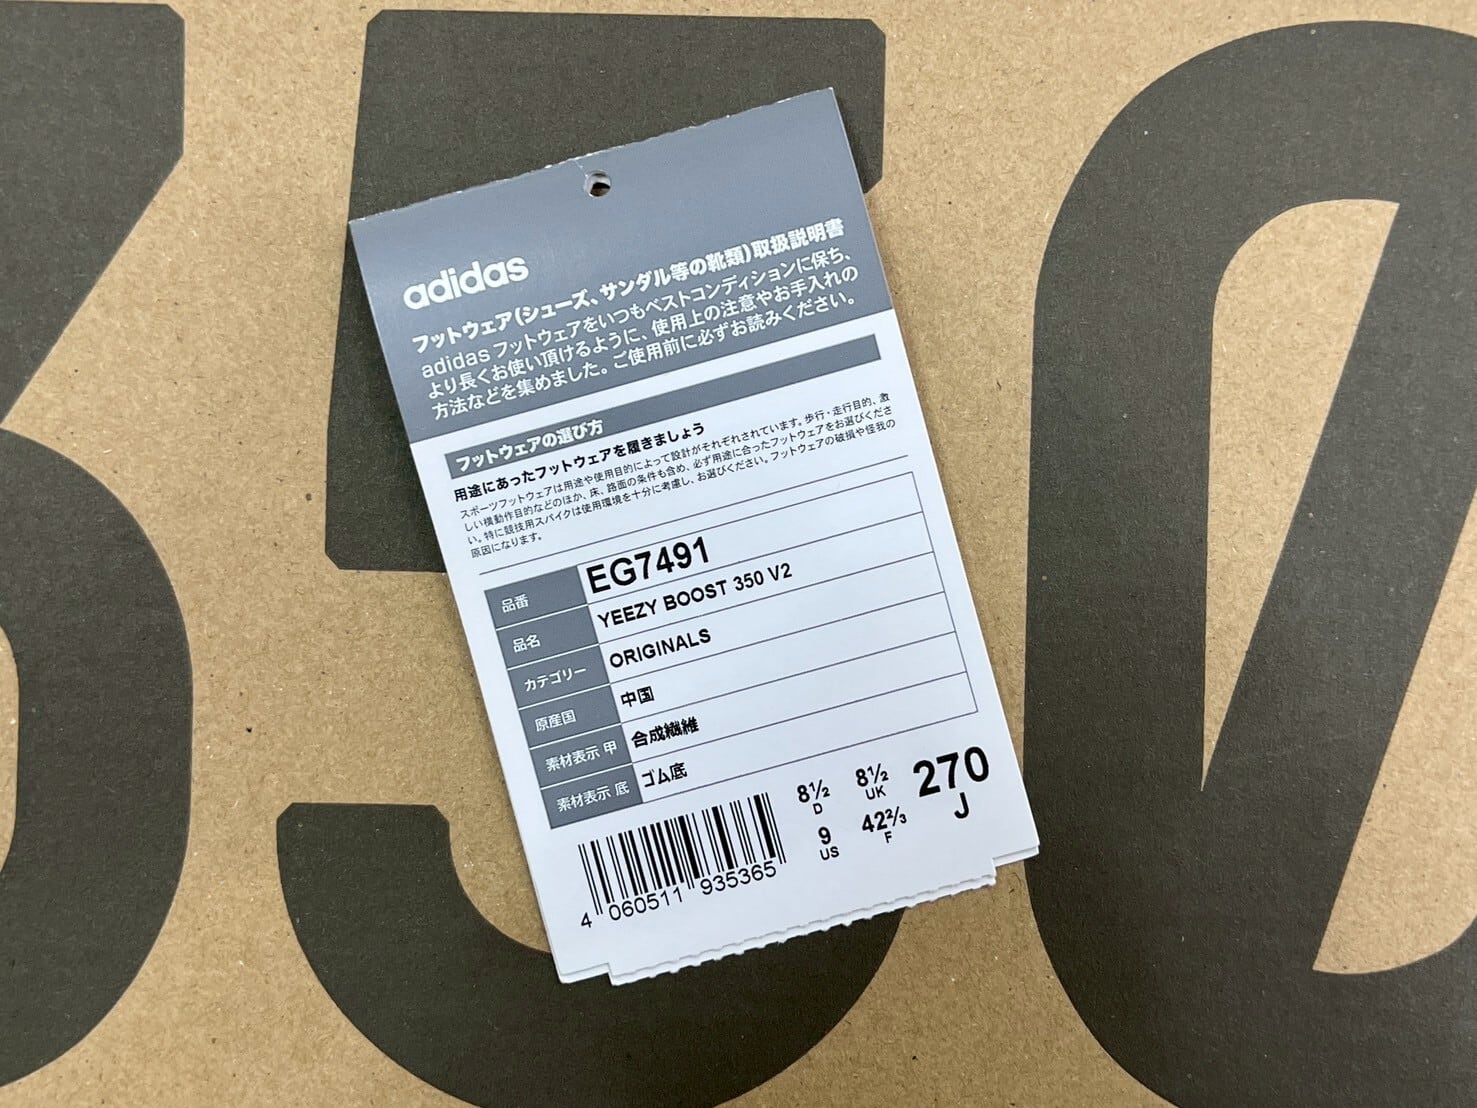 350
adidas
フットウェア(シューズ、サンダル等の靴類)取扱説明書
adidas フットウェアをいつもベストコンディションに保ち、
より長くお使い頂けるように、使用上の注意やお手入れの
方法などを集めました。ご使用前に必ずお読みください。
フットウェアの選び方
用途にあったフットウェアを履きましょう
スポーツフットウェアは用途や使用目的によって設計がそれぞれされています。歩行・走行目的、激
しい横動作目的などのほか、床、路面の条件も含め、必ず用途に合ったフットウェアをお選びくださ
い。特に競技用スパイクは使用環境を十分に考慮し、お選びください。フットウェアの破損や怪我の
原因になります。
品番 EG7491
品名 YEEZY BOOST 350 V2
カテゴリー ORIGINALS
原産国 中国
素材表示 甲 合成繊維
素材表示 底 ゴム底
8½ 8½ 270
D UK J
9 42⅔
US F
4 060511 935365